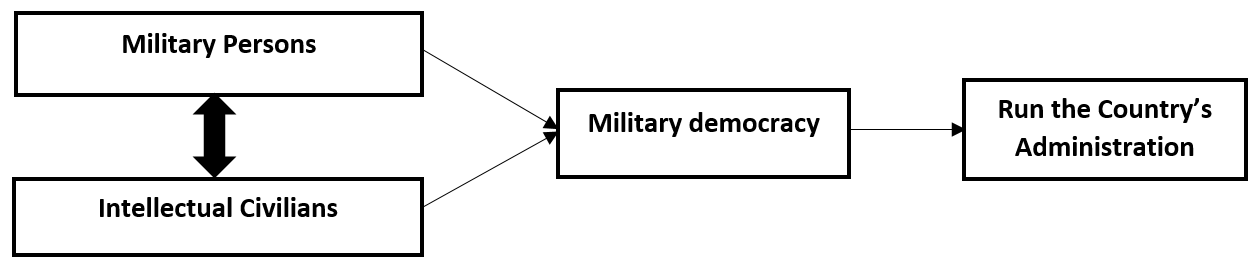 Military Persons
Intellectual Civilians
Military democracy
Run the Country’s
Administration